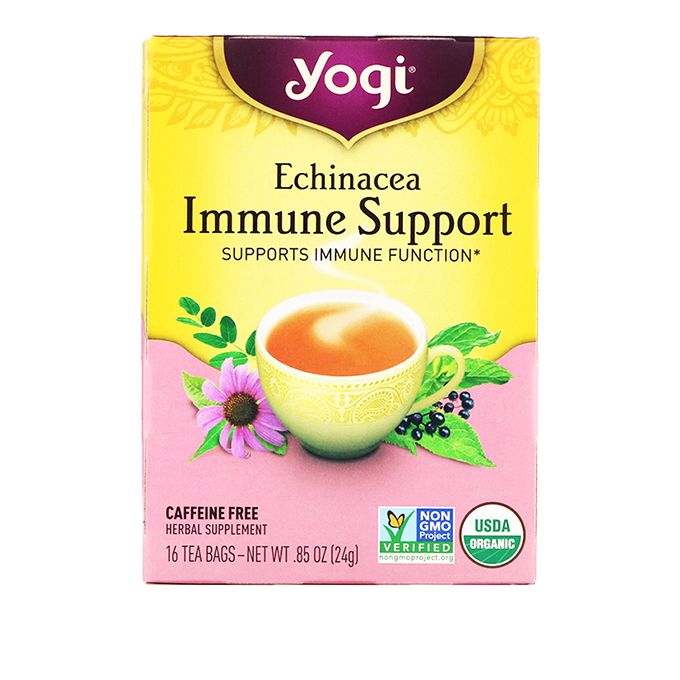 yogi®
Echinacea
Immune Support
SUPPORTS IMMUNE FUNCTION*
CAFFEINE FREE
HERBAL SUPPLEMENT
16 TEA BAGS – NET WT .85 OZ (24g)
NON
GMO
Project
VERIFIED
nongmoproject.org
USDA
ORGANIC